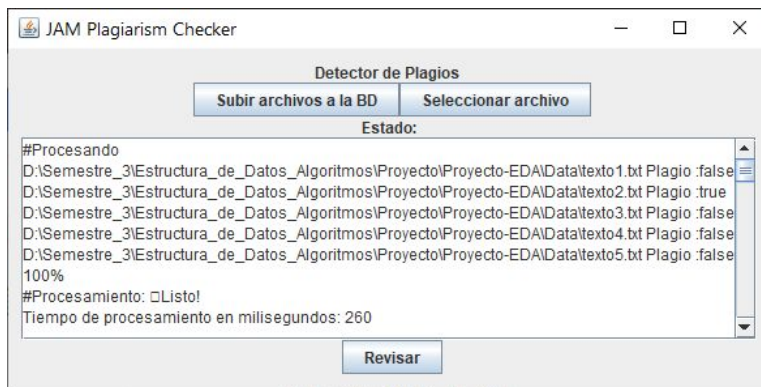 JAM Plagiarism Checker
Detector de Plagios
Subir archivos a la BD Seleccionar archivo
Estado:
#Procesando
D:\Semestre_3\Estructura_de_Datos_Algoritmos\Proyecto\Proyecto-EDA\Data\texto1.txt Plagio :false
D:\Semestre_3\Estructura_de_Datos_Algoritmos\Proyecto\Proyecto-EDA\Data\texto2.txt Plagio :true
D:\Semestre_3\Estructura_de_Datos_Algoritmos\Proyecto\Proyecto-EDA\Data\texto3.txt Plagio :false
D:\Semestre_3\Estructura_de_Datos_Algoritmos\Proyecto\Proyecto-EDA\Data\texto4.txt Plagio :false
D:\Semestre_3\Estructura_de_Datos_Algoritmos\Proyecto\Proyecto-EDA\Data\texto5.txt Plagio :false
100%
#Procesamiento: □Listo!
Tiempo de procesamiento en milisegundos: 260
Revisar